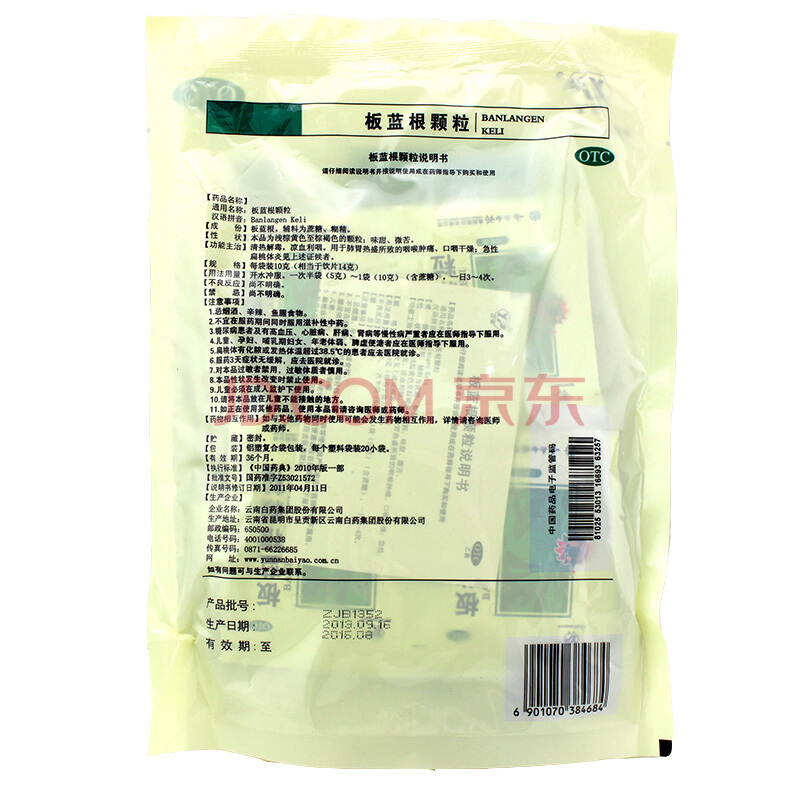 OTC
板蓝根颗粒 BANLANGEN KELI
OTC
板蓝根颗粒说明书
请仔细阅读说明书并按说明使用或在药师指导下购买和使用
【药品名称】
通用名称：板蓝根颗粒
汉语拼音：Banlangen Keli
【成 份】板蓝根，辅料为蔗糖、糊精。
【性 状】本品为浅棕黄色至棕褐色的颗粒；味甜、微苦。
【功能主治】清热解毒，凉血利咽。用于肺胃热盛所致的咽喉肿痛、口咽干燥；急性
扁桃体炎见上述证候者。
【规 格】每袋装10克（相当于饮片14克）
【用法用量】开水冲服。一次半袋（5克）～1袋（10克）（含蔗糖），一日3～4次。
【不良反应】尚不明确。
【禁 忌】尚不明确。
【注意事项】
1.忌烟酒、辛辣、鱼腥食物。
2.不宜在服药期间同时服用滋补性中药。
3.糖尿病患者及有高血压、心脏病、肝病、肾病等慢性病严重者应在医师指导下服用。
4.儿童、孕妇、哺乳期妇女、年老体弱、脾虚便溏者应在医师指导下服用。
5.扁桃体有化脓或发热体温超过38.5℃的患者应去医院就诊。
6.服药3天症状无缓解，应去医院就诊。
7.对本品过敏者禁用，过敏体质者慎用。
8.本品性状发生改变时禁止使用。
9.儿童必须在成人监护下使用。
10.请将本品放在儿童不能接触的地方。
11.如正在使用其他药品，使用本品前请咨询医师或药师。
JD.COM 京东
【药物相互作用】如与其他药物同时使用可能会发生药物相互作用，详情请咨询医师
或药师。
【贮 藏】密封。
【包 装】铝塑复合袋包装，每个塑料袋装20小袋。
【有 效 期】36个月。
【执行标准】《中国药典》2010年版一部
【批准文号】国药准字Z53021572
【说明书修订日期】2011年04月11日
【生产企业】
企业名称：云南白药集团股份有限公司
生产地址：云南省昆明市呈贡新区云南白药集团股份有限公司
邮政编码：650500
电话号码：4001000538
传真号码：0871-66226685
网 址：www.yunnanbaiyao.com.cn
如有问题可与生产企业联系。
中国药品电子监管码
81025 53013 16693 63257
产品批号： ZJB1352
生产日期： 2013.09.16
有 效 期：至 2016.08
6 901070 384684
板蓝根颗粒说明书